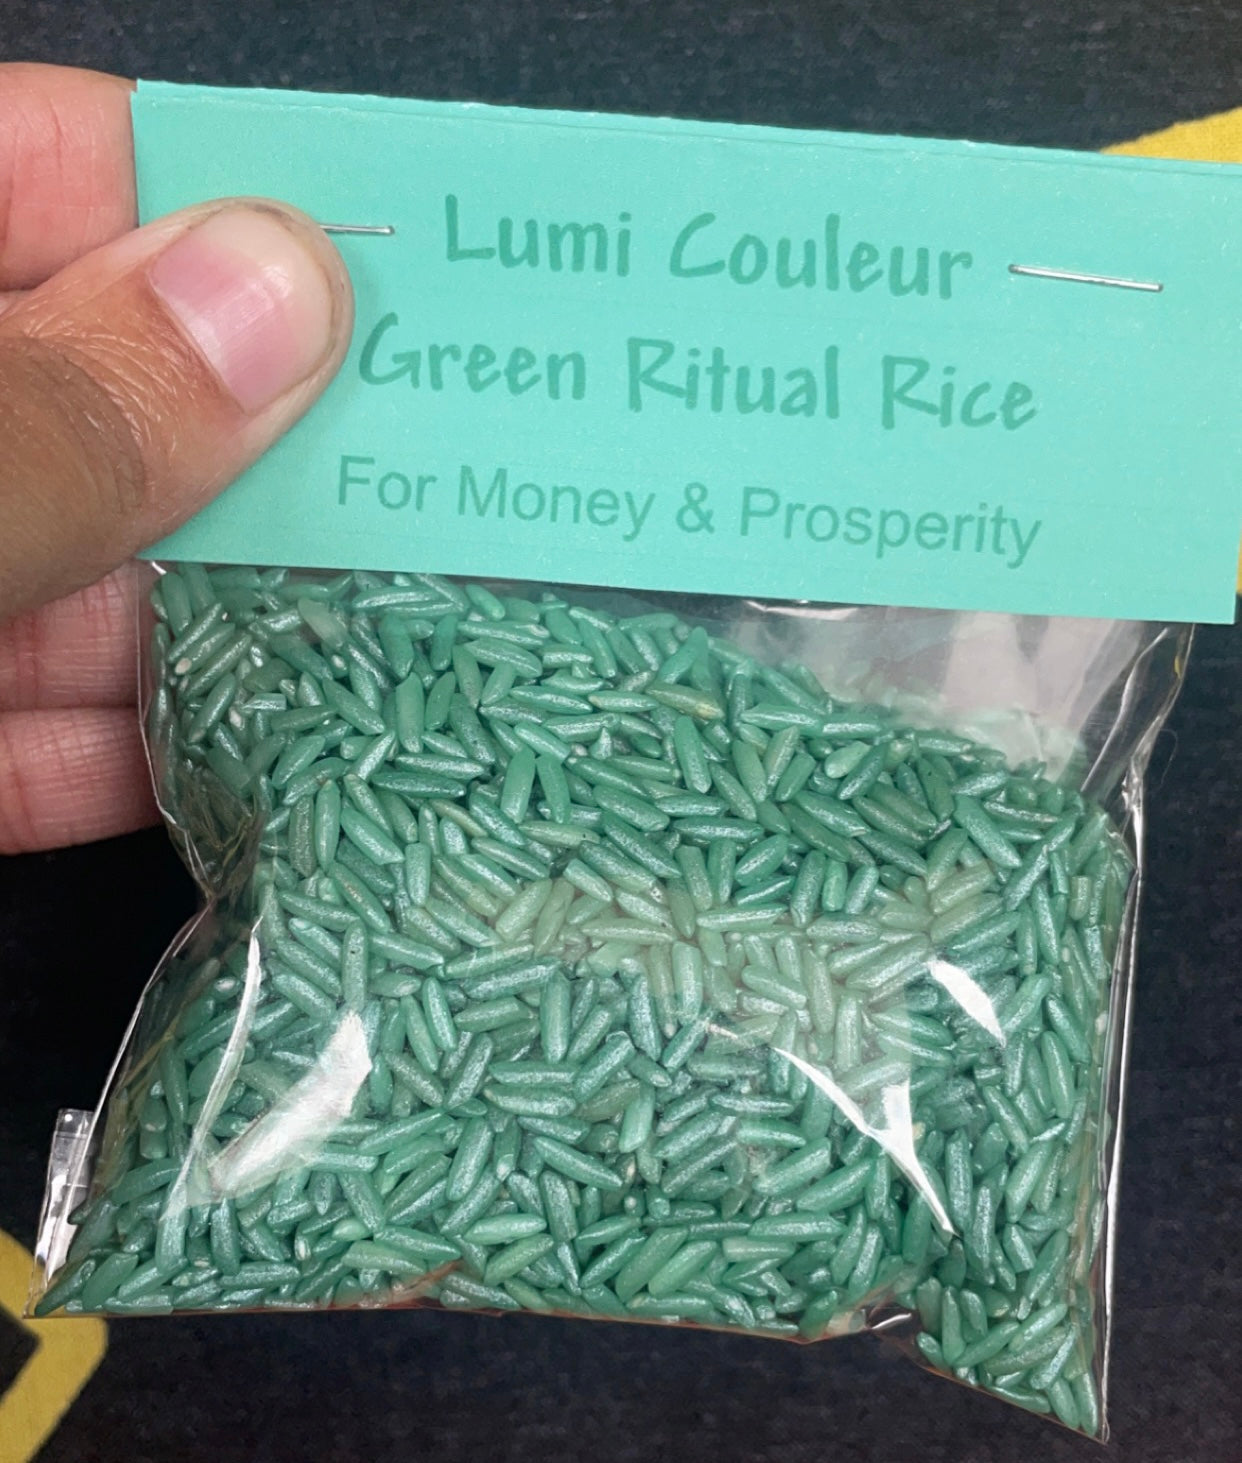 Lumi Couleur
Green Ritual Rice
For Money & Prosperity